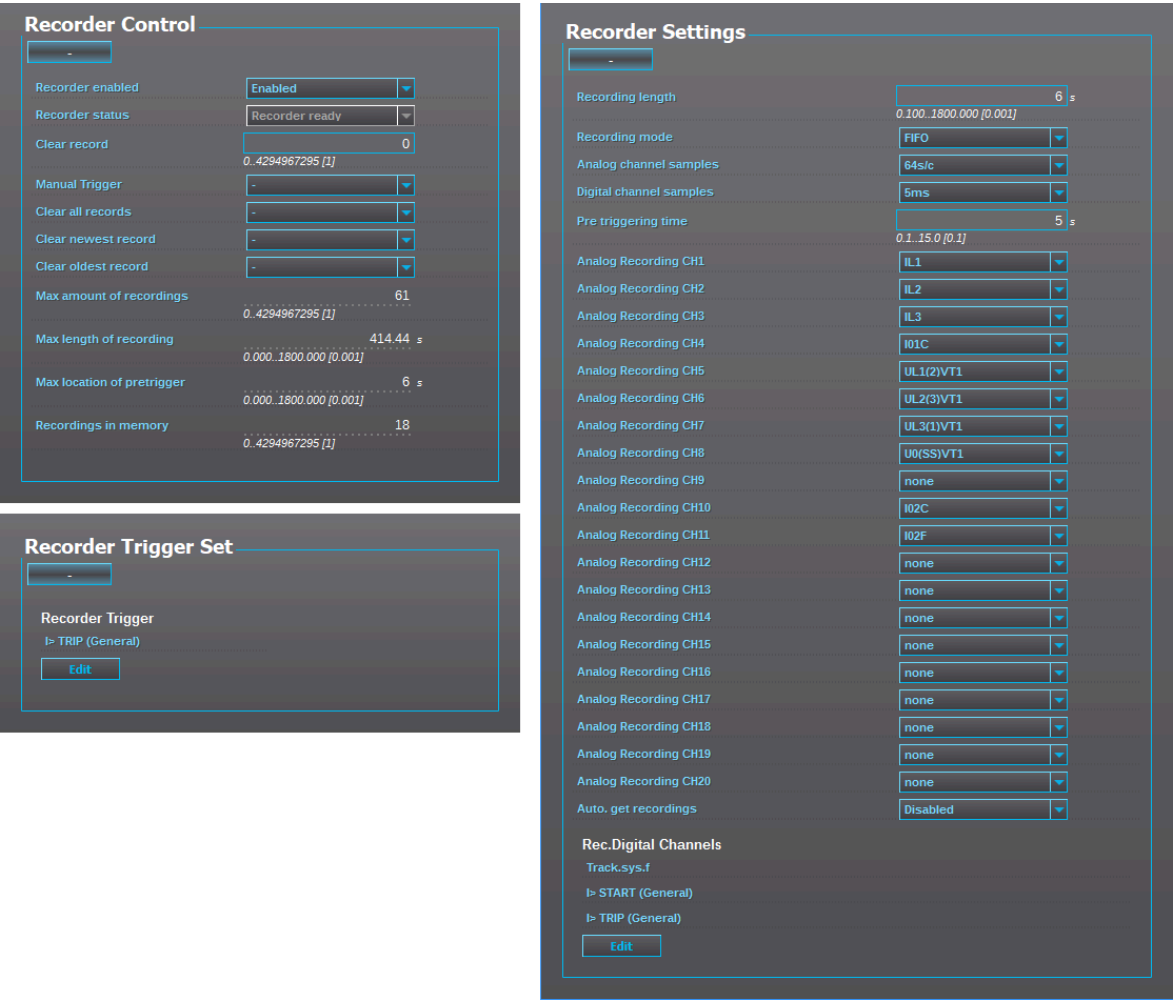 Recorder Control
-
Recorder enabled Enabled
Recorder status Recorder ready
Clear record 0
0..4294967295 [1]
Manual Trigger -
Clear all records -
Clear newest record -
Clear oldest record -
Max amount of recordings 61
0..4294967295 [1]
Max length of recording 414.44 s
0.000..1800.000 [0.001]
Max location of pretrigger 6 s
0.000..1800.000 [0.001]
Recordings in memory 18
0..4294967295 [1]
Recorder Trigger Set
-
Recorder Trigger
I> TRIP (General)
Edit
Recorder Settings
-
Recording length 6 s
0.100..1800.000 [0.001]
Recording mode FIFO
Analog channel samples 64s/c
Digital channel samples 5ms
Pre triggering time 5 s
0.1..15.0 [0.1]
Analog Recording CH1 IL1
Analog Recording CH2 IL2
Analog Recording CH3 IL3
Analog Recording CH4 I01C
Analog Recording CH5 UL1(2)VT1
Analog Recording CH6 UL2(3)VT1
Analog Recording CH7 UL3(1)VT1
Analog Recording CH8 U0(SS)VT1
Analog Recording CH9 none
Analog Recording CH10 I02C
Analog Recording CH11 I02F
Analog Recording CH12 none
Analog Recording CH13 none
Analog Recording CH14 none
Analog Recording CH15 none
Analog Recording CH16 none
Analog Recording CH17 none
Analog Recording CH18 none
Analog Recording CH19 none
Analog Recording CH20 none
Auto. get recordings Disabled
Rec.Digital Channels
Track.sys.f
I> START (General)
I> TRIP (General)
Edit